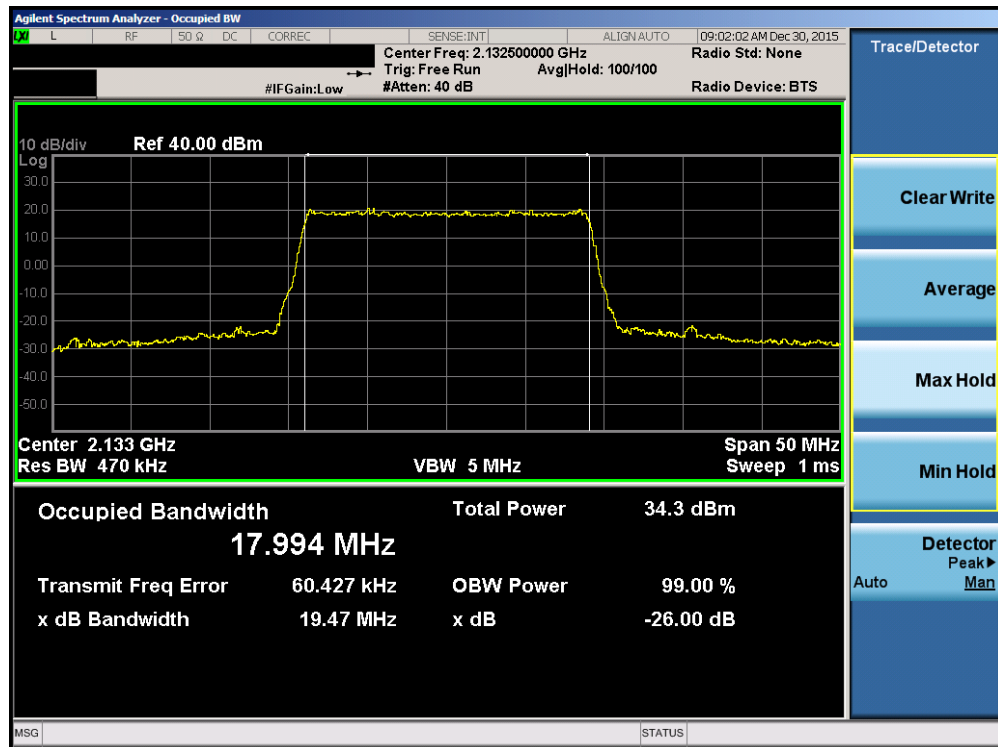 Agilent Spectrum Analyzer - Occupied BW
LXI L RF 50 Ω DC CORREC SENSE:INT ALIGN AUTO 09:02:02 AM Dec 30, 2015
Center Freq: 2.132500000 GHz Radio Std: None
Trig: Free Run Avg|Hold: 100/100
#IFGain:Low #Atten: 40 dB Radio Device: BTS
10 dB/div Ref 40.00 dBm
Log
30.0
20.0
10.0
0.00
-10.0
-20.0
-30.0
-40.0
-50.0
Center 2.133 GHz Span 50 MHz
Res BW 470 kHz VBW 5 MHz Sweep 1 ms
Occupied Bandwidth Total Power 34.3 dBm
17.994 MHz
Transmit Freq Error 60.427 kHz OBW Power 99.00 %
x dB Bandwidth 19.47 MHz x dB -26.00 dB
MSG STATUS
Trace/Detector
Clear Write
Average
Max Hold
Min Hold
Detector
Peak▶
Auto Man